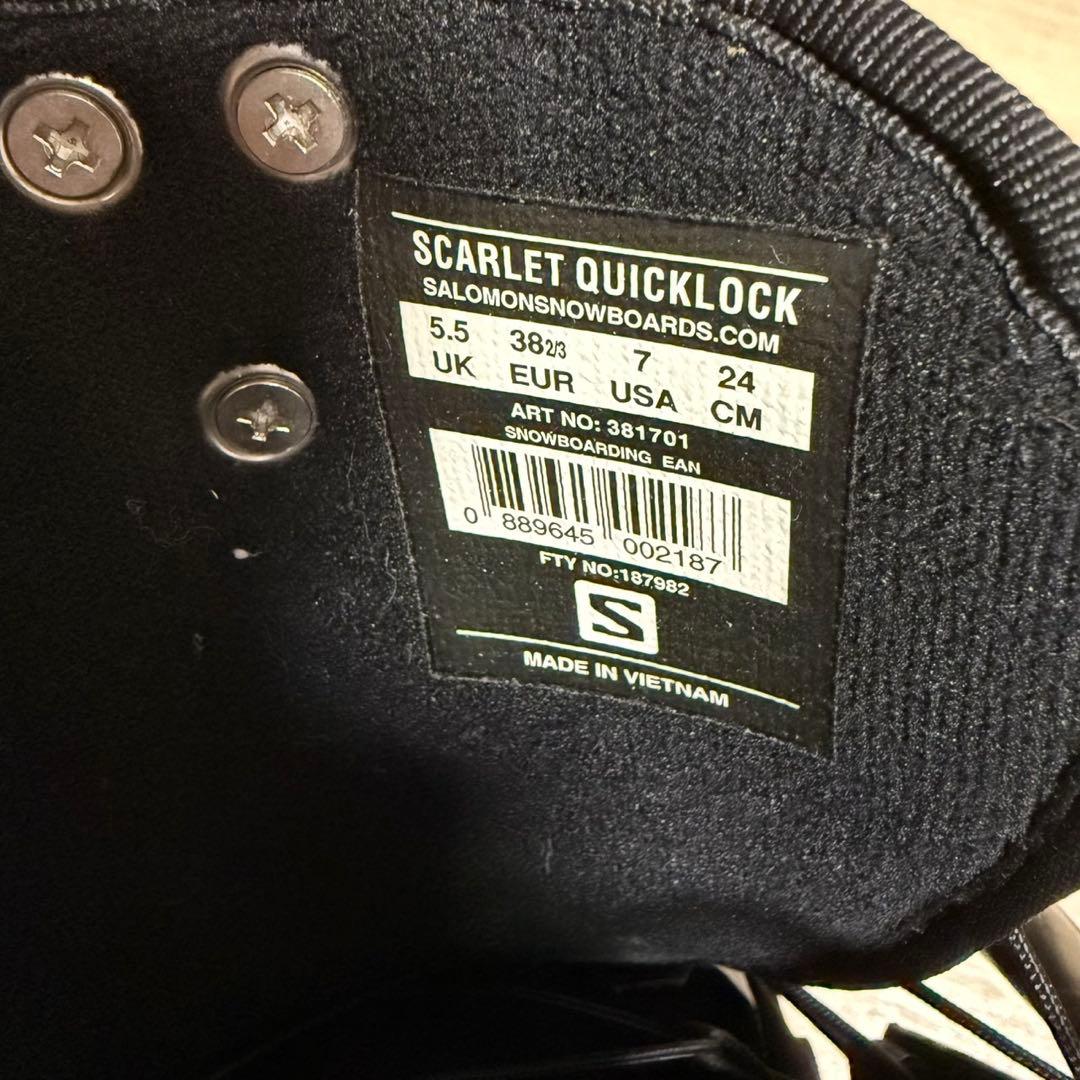 SCARLET QUICKLOCK
SALOMONSNOWBOARDS.COM
5.5 38 2/3 7 24
UK EUR USA CM
ART NO: 381701
SNOWBOARDING EAN
0 889645 002187
FTY NO:187982
S
MADE IN VIETNAM